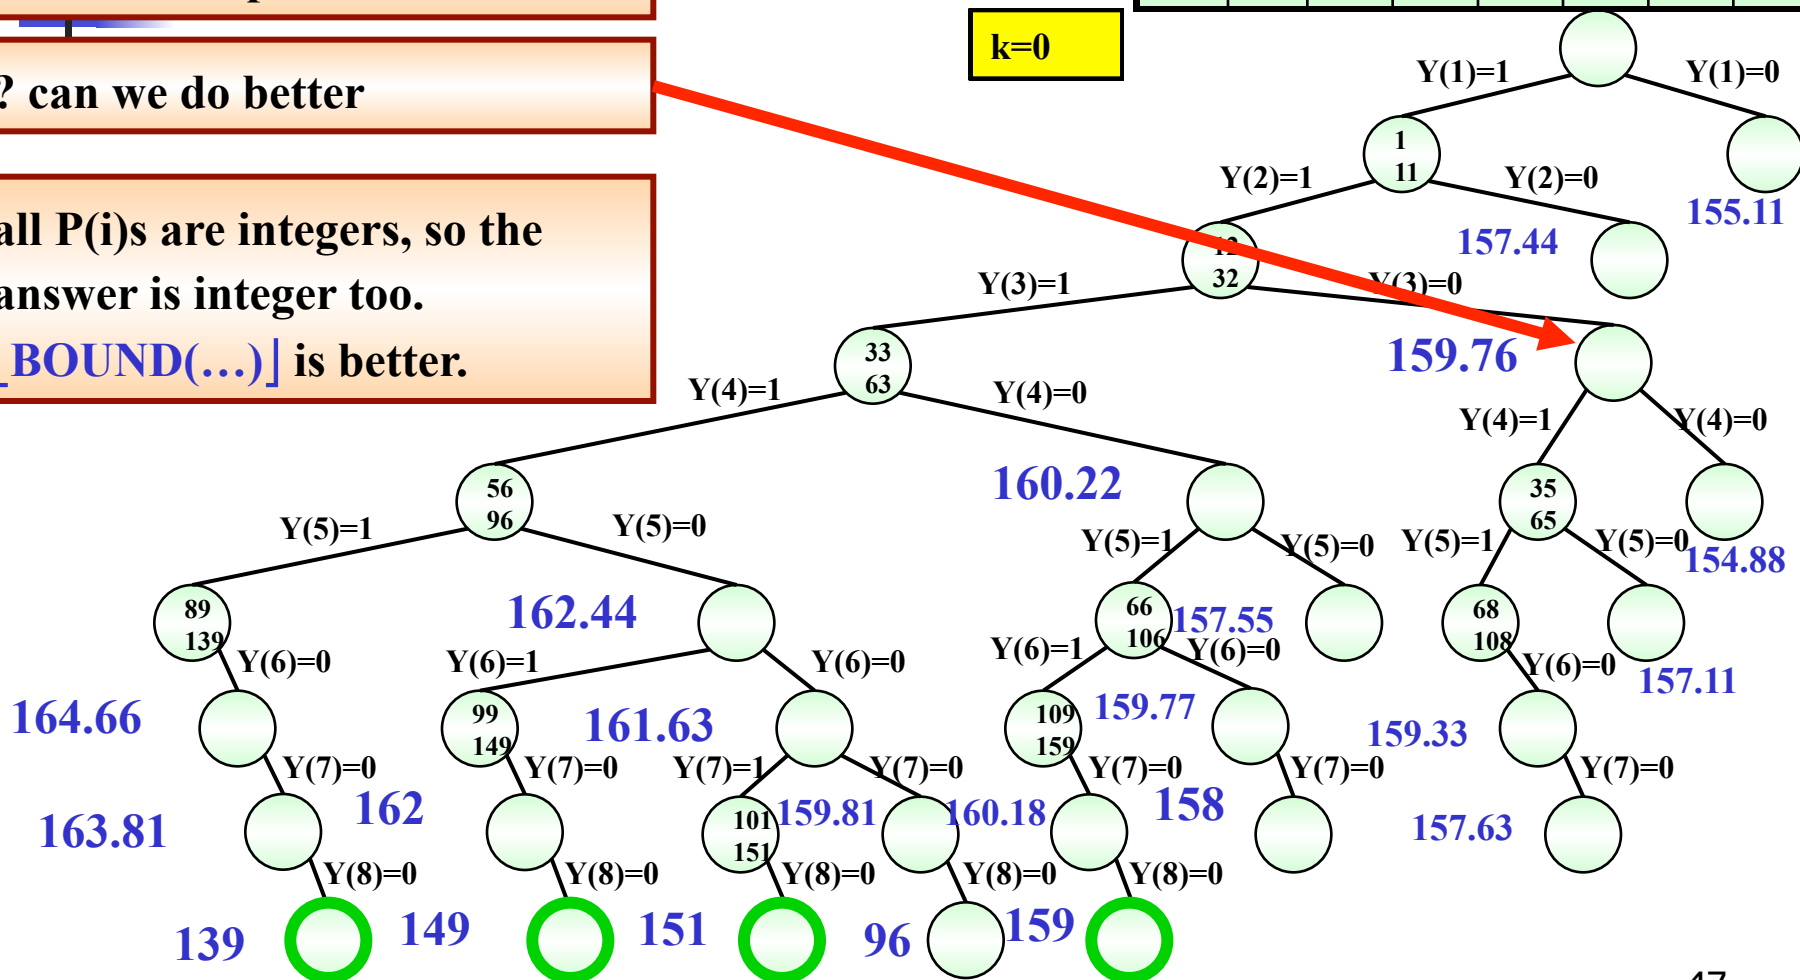 k=0
? can we do better
all P(i)s are integers, so the
answer is integer too.
⌊BOUND(…)⌋ is better.
Y(1)=1
Y(1)=0
1
11
155.11
Y(2)=1
Y(2)=0
157.44
32
Y(3)=1
Y(3)=0
33
63
159.76
Y(4)=1
Y(4)=0
Y(4)=1
Y(4)=0
56
96
160.22
35
65
154.88
Y(5)=1
Y(5)=0
Y(5)=1
Y(5)=0
Y(5)=1
Y(5)=0
89
139
162.44
66
106
157.55
68
108
157.11
Y(6)=0
Y(6)=1
Y(6)=0
Y(6)=1
Y(6)=0
Y(6)=0
164.66
99
149
161.63
109
159
159.77
159.33
Y(7)=0
Y(7)=0
Y(7)=1
Y(7)=0
Y(7)=0
Y(7)=0
Y(7)=0
163.81
162
101
151
159.81
160.18
158
157.63
Y(8)=0
Y(8)=0
Y(8)=0
Y(8)=0
Y(8)=0
139
149
151
96
159